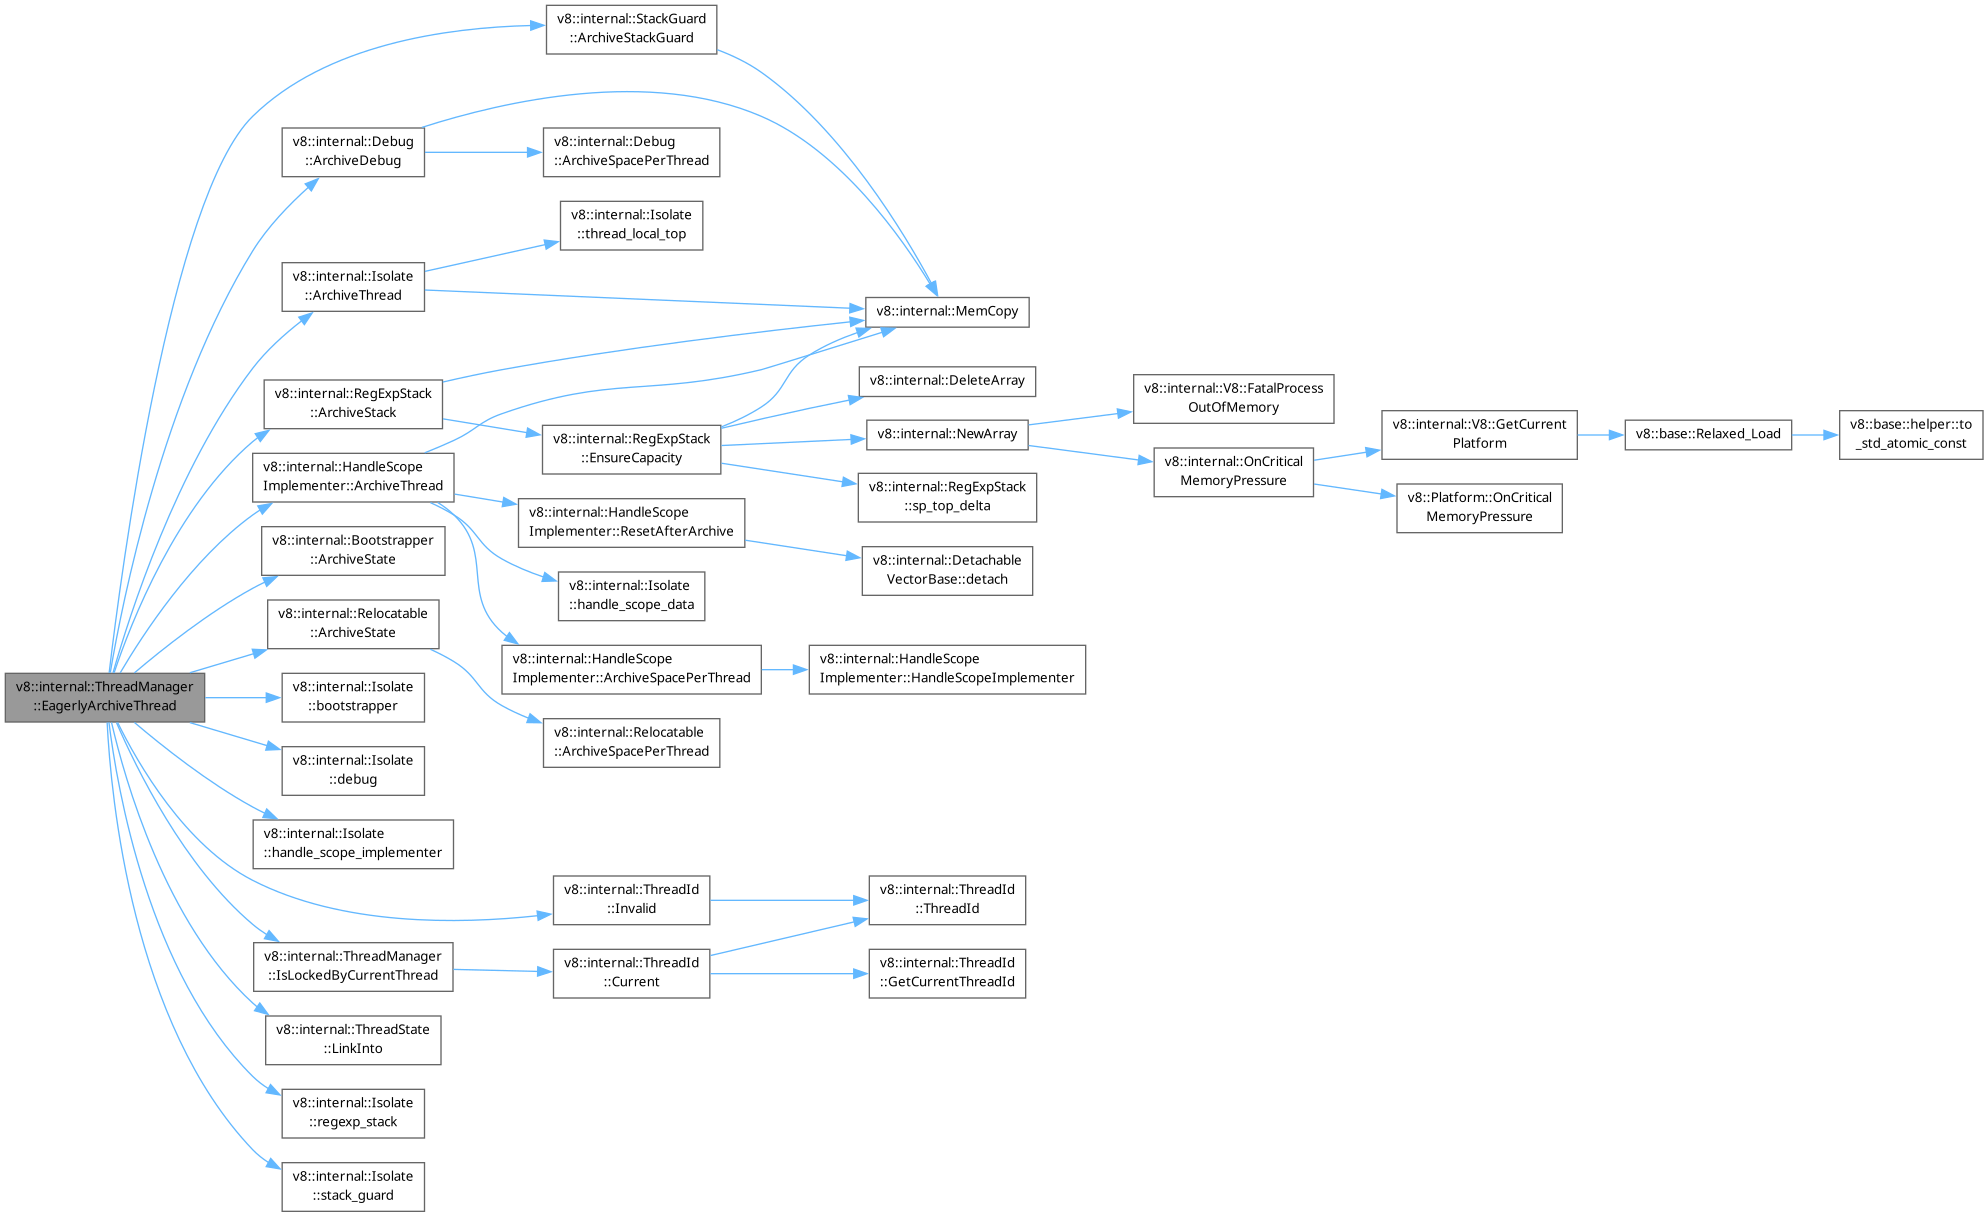 v8::internal::StackGuard
::ArchiveStackGuard
v8::internal::Debug
::ArchiveDebug
v8::internal::Debug
::ArchiveSpacePerThread
v8::internal::Isolate
::thread_local_top
v8::internal::Isolate
::ArchiveThread
v8::internal::MemCopy
v8::internal::RegExpStack
::ArchiveStack
v8::internal::DeleteArray
v8::internal::V8::FatalProcess
OutOfMemory
v8::internal::RegExpStack
::EnsureCapacity
v8::internal::NewArray
v8::internal::V8::GetCurrent
Platform
v8::base::Relaxed_Load
v8::base::helper::to
_std_atomic_const
v8::internal::OnCritical
MemoryPressure
v8::internal::HandleScope
Implementer::ArchiveThread
v8::internal::RegExpStack
::sp_top_delta
v8::Platform::OnCritical
MemoryPressure
v8::internal::HandleScope
Implementer::ResetAfterArchive
v8::internal::Bootstrapper
::ArchiveState
v8::internal::Detachable
VectorBase::detach
v8::internal::Isolate
::handle_scope_data
v8::internal::Relocatable
::ArchiveState
v8::internal::HandleScope
Implementer::ArchiveSpacePerThread
v8::internal::HandleScope
Implementer::HandleScopeImplementer
v8::internal::ThreadManager
::EagerlyArchiveThread
v8::internal::Isolate
::bootstrapper
v8::internal::Relocatable
::ArchiveSpacePerThread
v8::internal::Isolate
::debug
v8::internal::Isolate
::handle_scope_implementer
v8::internal::ThreadId
::Invalid
v8::internal::ThreadId
::ThreadId
v8::internal::ThreadManager
::IsLockedByCurrentThread
v8::internal::ThreadId
::Current
v8::internal::ThreadId
::GetCurrentThreadId
v8::internal::ThreadState
::LinkInto
v8::internal::Isolate
::regexp_stack
v8::internal::Isolate
::stack_guard